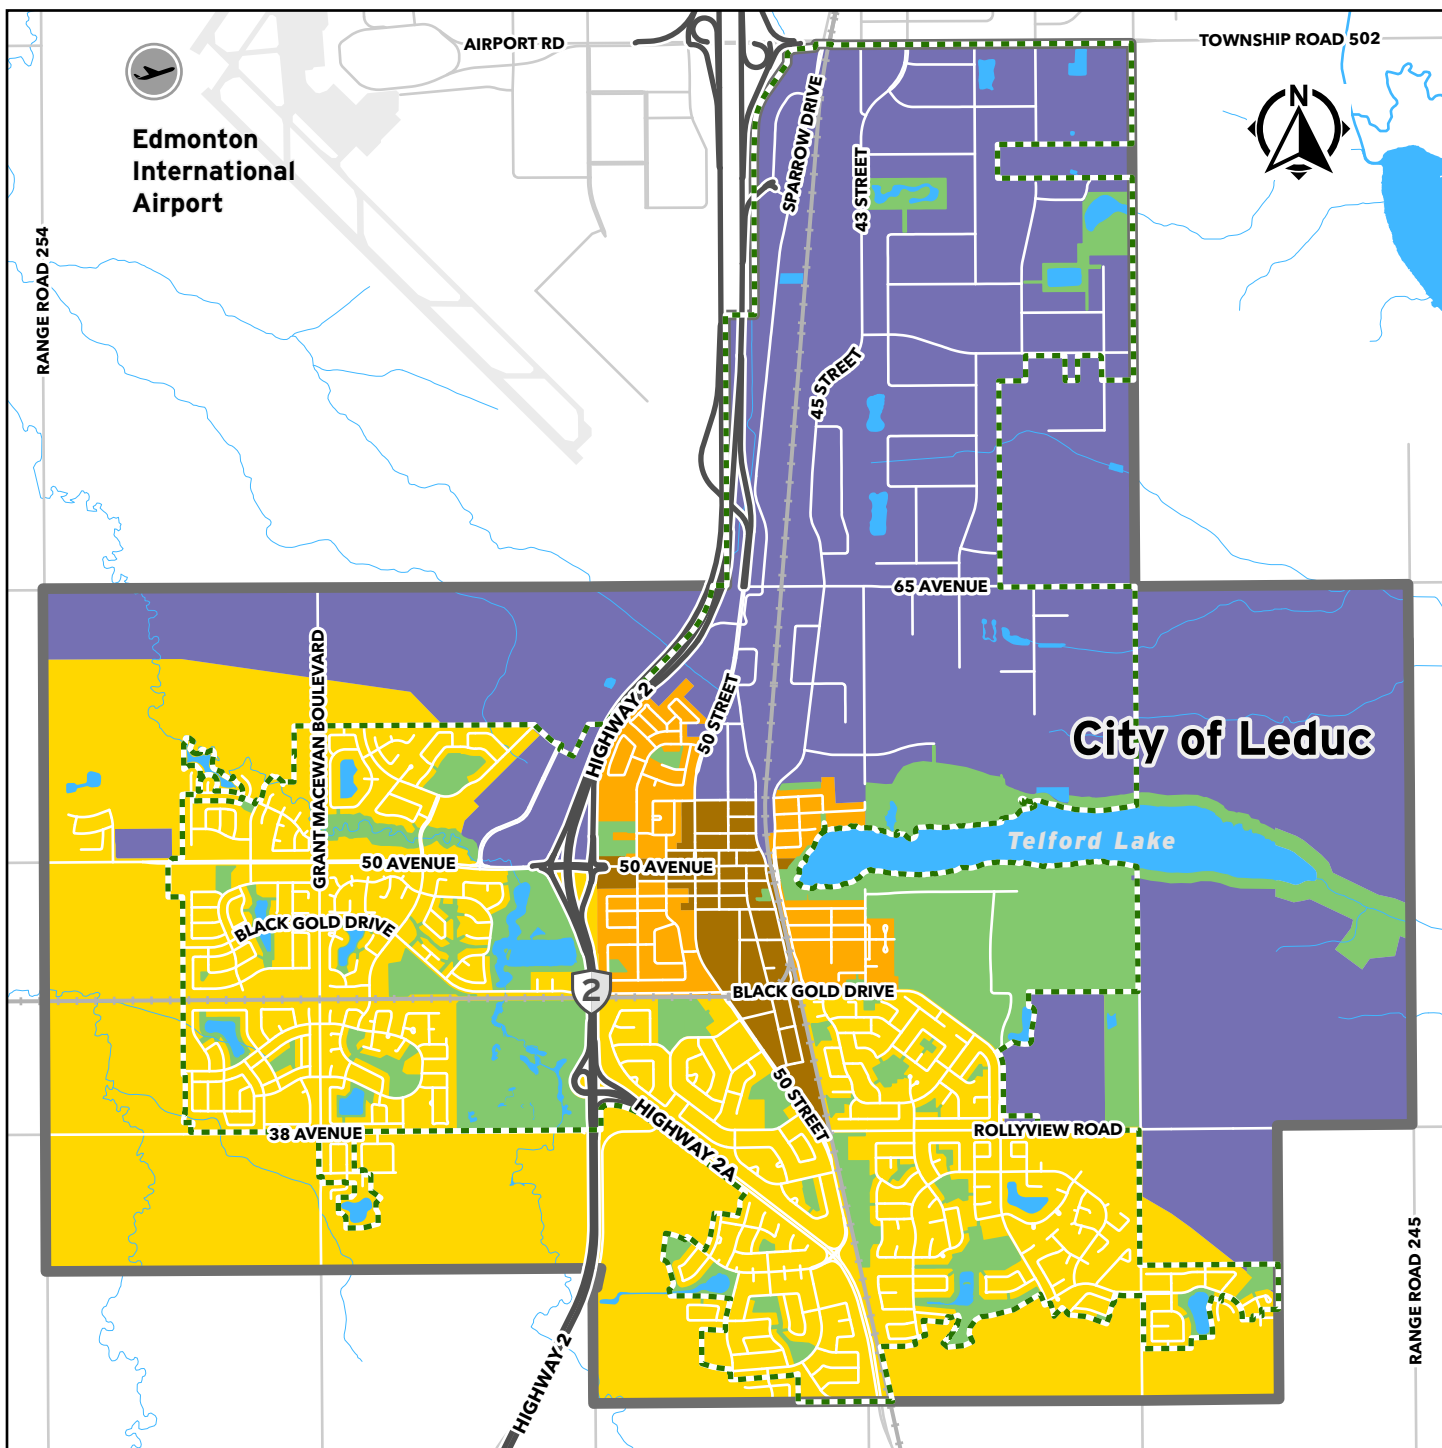 AIRPORT RD
TOWNSHIP ROAD 502
N
Edmonton
International
Airport
SPARROW DRIVE
43 STREET
RANGE ROAD 254
45 STREET
65 AVENUE
GRANT MACEWAN BOULEVARD
HIGHWAY 2
50 STREET
City of Leduc
Telford Lake
50 AVENUE
50 AVENUE
BLACK GOLD DRIVE
2
BLACK GOLD DRIVE
50 STREET
HIGHWAY 2A
38 AVENUE
ROLLYVIEW ROAD
RANGE ROAD 245
HIGHWAY 2